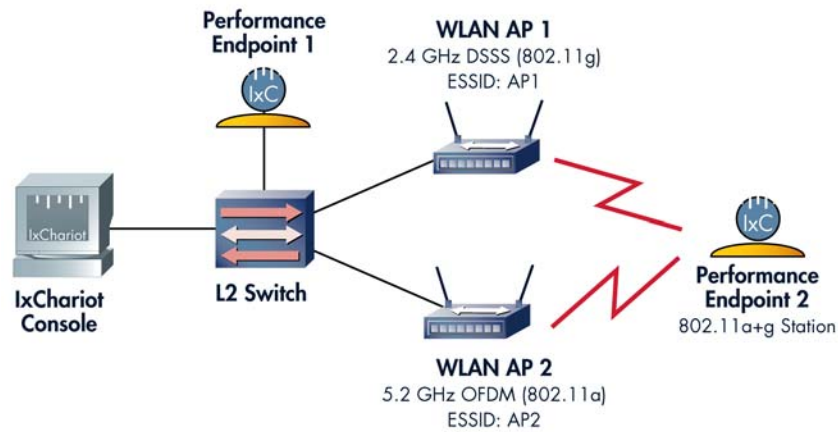 Performance
Endpoint 1
IxC
WLAN AP 1
2.4 GHz DSSS (802.11g)
ESSID: AP1
IxChariot
IxChariot
Console
L2 Switch
IxC
Performance
Endpoint 2
802.11a+g Station
WLAN AP 2
5.2 GHz OFDM (802.11a)
ESSID: AP2